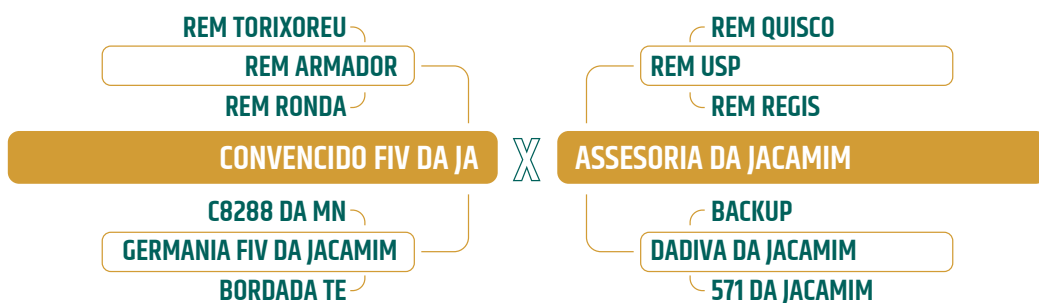 REM TORIXOREU
REM ARMADOR
REM RONDA
CONVENCIDO FIV DA JA
C8288 DA MN
GERMANIA FIV DA JACAMIM
BORDADA TE
X
REM QUISCO
REM USP
REM REGIS
ASSESORIA DA JACAMIM
BACKUP
DADIVA DA JACAMIM
571 DA JACAMIM